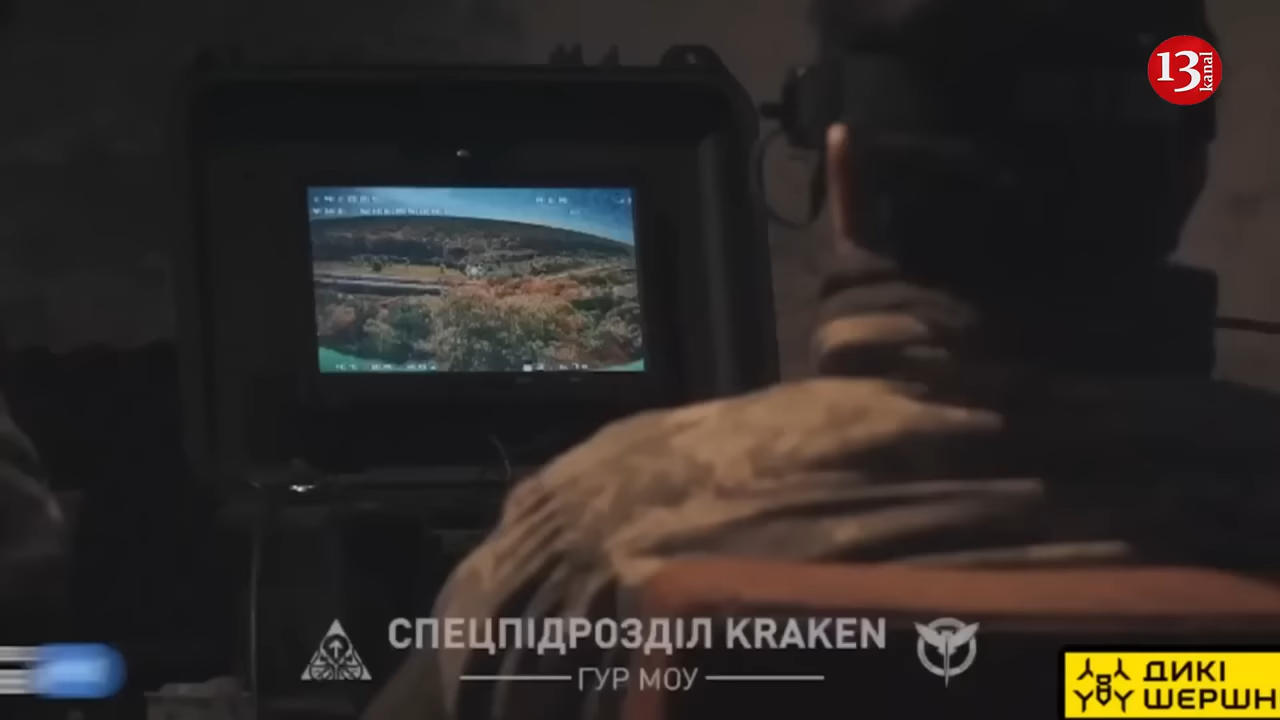 13 kanal
СПЕЦПІДРОЗДІЛ KRAKEN
ГУР МОУ
ДИКІ
ШЕРШН